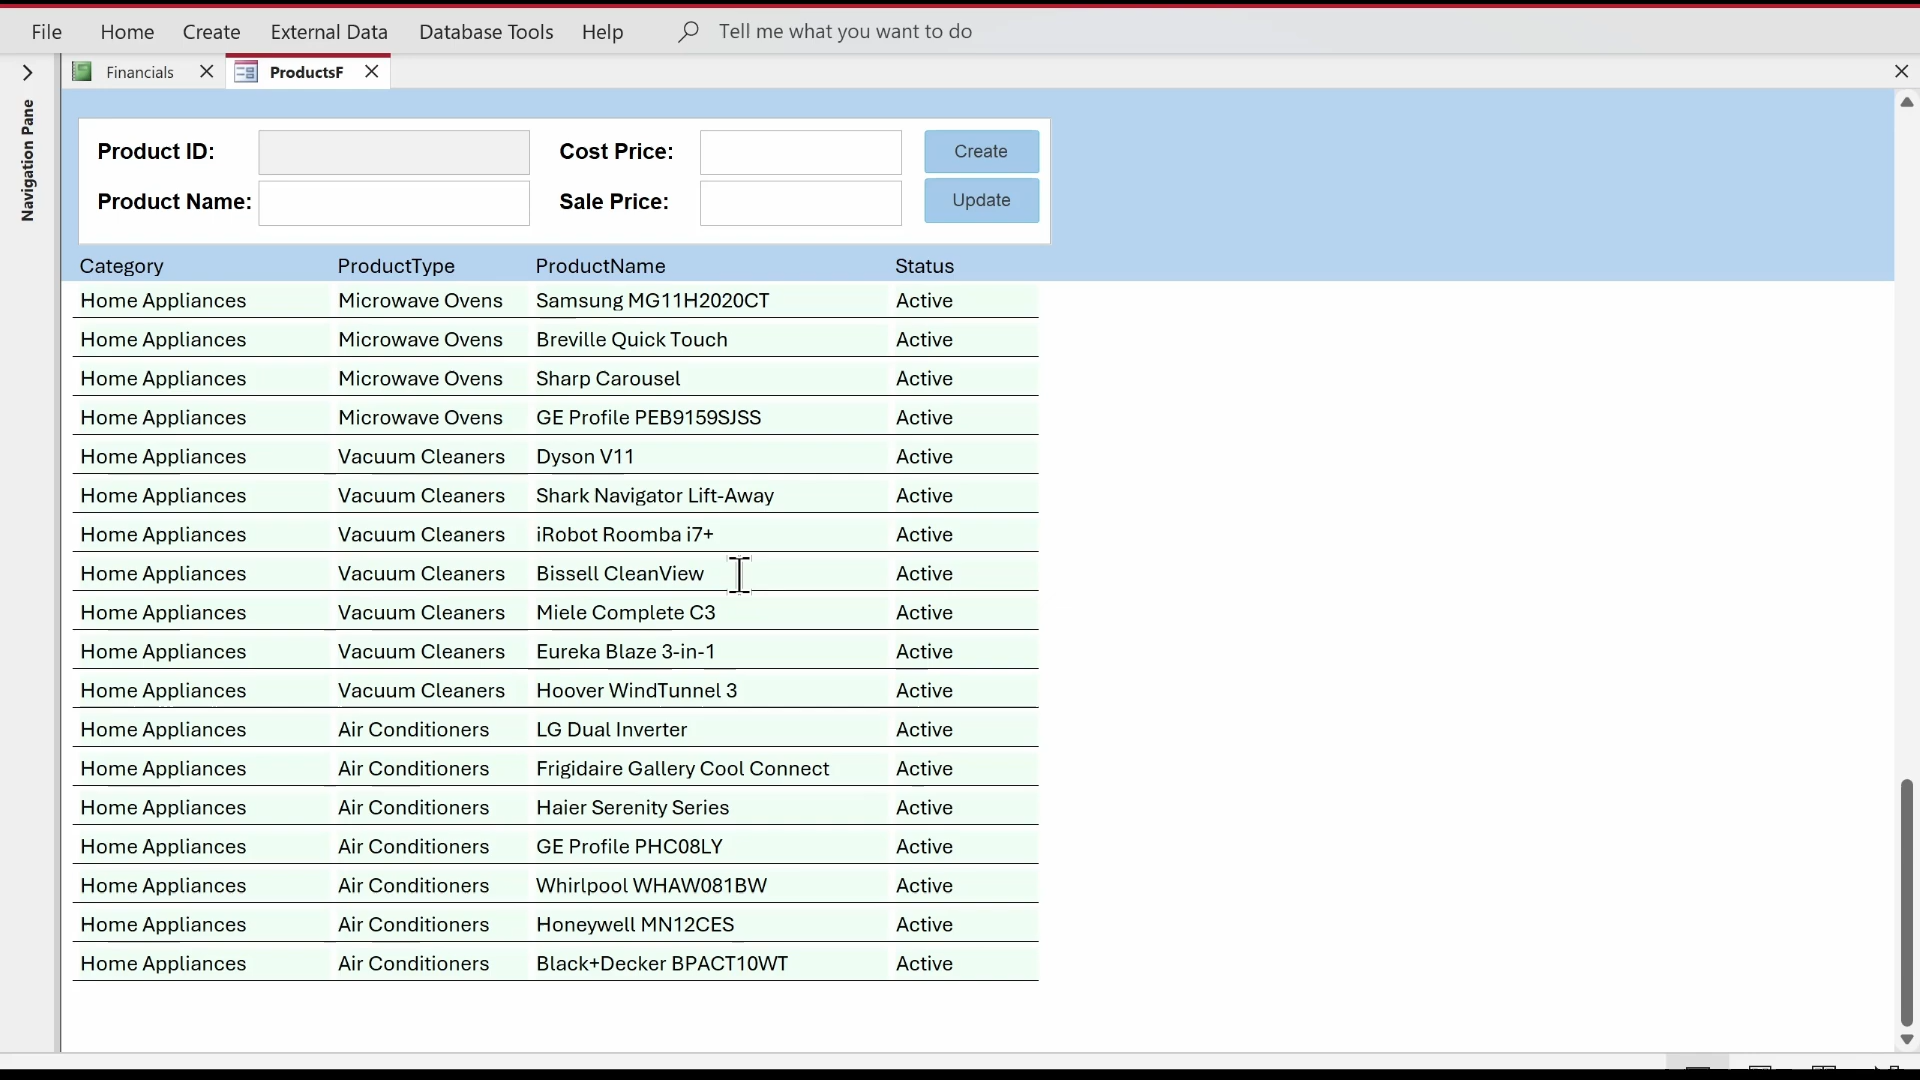 File Home Create External Data Database Tools Help Tell me what you want to do
Financials ProductsF
Navigation Pane
Product ID: Cost Price: Create
Product Name: Sale Price: Update
Category ProductType ProductName Status
Home Appliances Microwave Ovens Samsung MG11H2020CT Active
Home Appliances Microwave Ovens Breville Quick Touch Active
Home Appliances Microwave Ovens Sharp Carousel Active
Home Appliances Microwave Ovens GE Profile PEB9159SJSS Active
Home Appliances Vacuum Cleaners Dyson V11 Active
Home Appliances Vacuum Cleaners Shark Navigator Lift-Away Active
Home Appliances Vacuum Cleaners iRobot Roomba i7+ Active
Home Appliances Vacuum Cleaners Bissell CleanView Active
Home Appliances Vacuum Cleaners Miele Complete C3 Active
Home Appliances Vacuum Cleaners Eureka Blaze 3-in-1 Active
Home Appliances Vacuum Cleaners Hoover WindTunnel 3 Active
Home Appliances Air Conditioners LG Dual Inverter Active
Home Appliances Air Conditioners Frigidaire Gallery Cool Connect Active
Home Appliances Air Conditioners Haier Serenity Series Active
Home Appliances Air Conditioners GE Profile PHC08LY Active
Home Appliances Air Conditioners Whirlpool WHAW081BW Active
Home Appliances Air Conditioners Honeywell MN12CES Active
Home Appliances Air Conditioners Black+Decker BPACT10WT Active